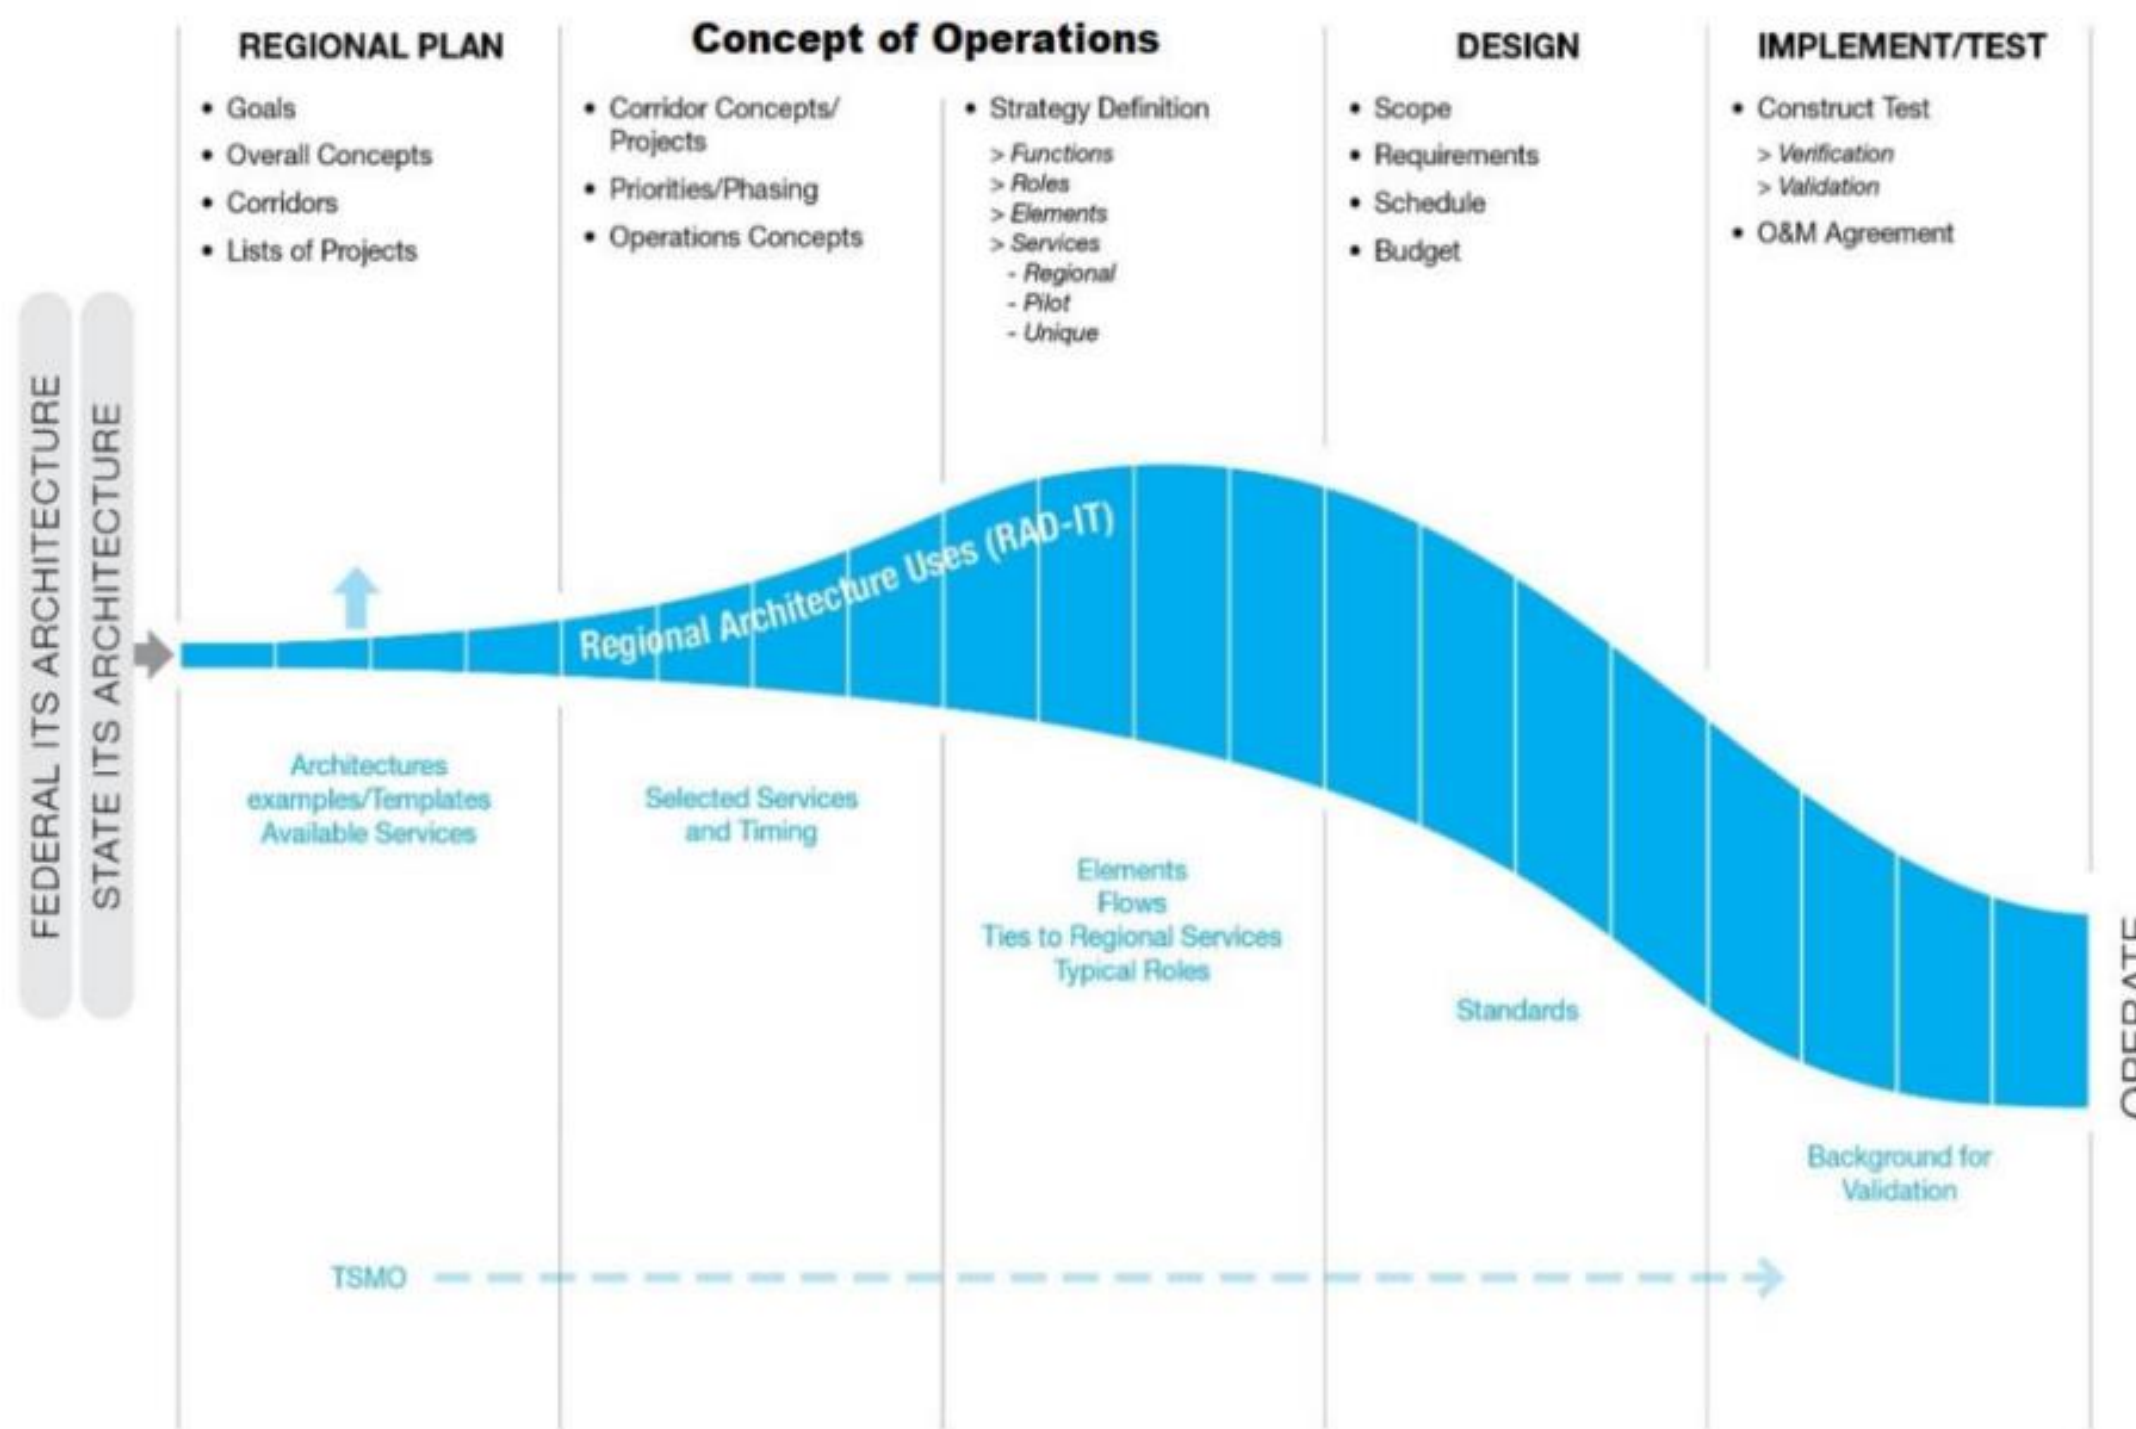 FEDERAL ITS ARCHITECTURE
STATE ITS ARCHITECTURE
REGIONAL PLAN
• Goals
• Overall Concepts
• Corridors
• Lists of Projects
Concept of Operations
• Corridor Concepts/
Projects
• Priorities/Phasing
• Operations Concepts
• Strategy Definition
> Functions
> Roles
> Elements
> Services
- Regional
- Pilot
- Unique
DESIGN
• Scope
• Requirements
• Schedule
• Budget
IMPLEMENT/TEST
• Construct Test
> Verification
> Validation
• O&M Agreement
Regional Architecture Uses (RAD-IT)
Architectures
examples/Templates
Available Services
Selected Services
and Timing
Elements
Flows
Ties to Regional Services
Typical Roles
Standards
Background for
Validation
TSMO
OPERATE